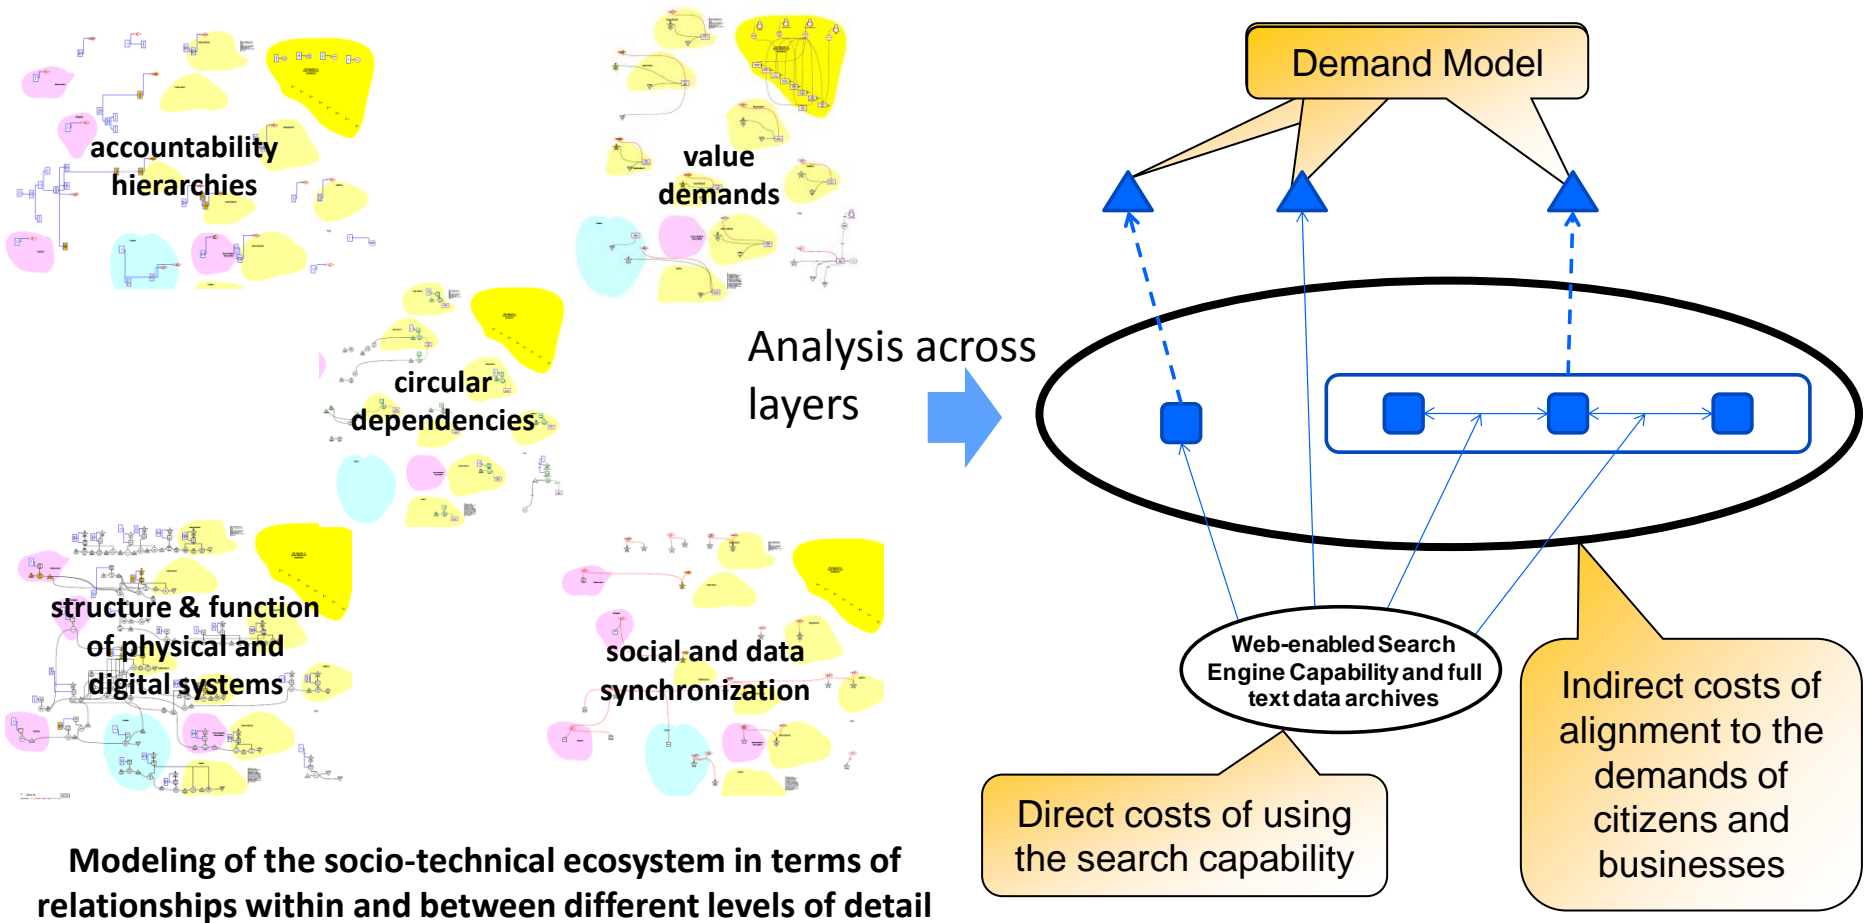 accountability
hierarchies
value
demands
circular
dependencies
structure & function
of physical and
digital systems
social and data
synchronization
Modeling of the socio-technical ecosystem in terms of
relationships within and between different levels of detail
Analysis across
layers
Demand Model
Web-enabled Search
Engine Capability and full
text data archives
Direct costs of using
the search capability
Indirect costs of
alignment to the
demands of
citizens and
businesses